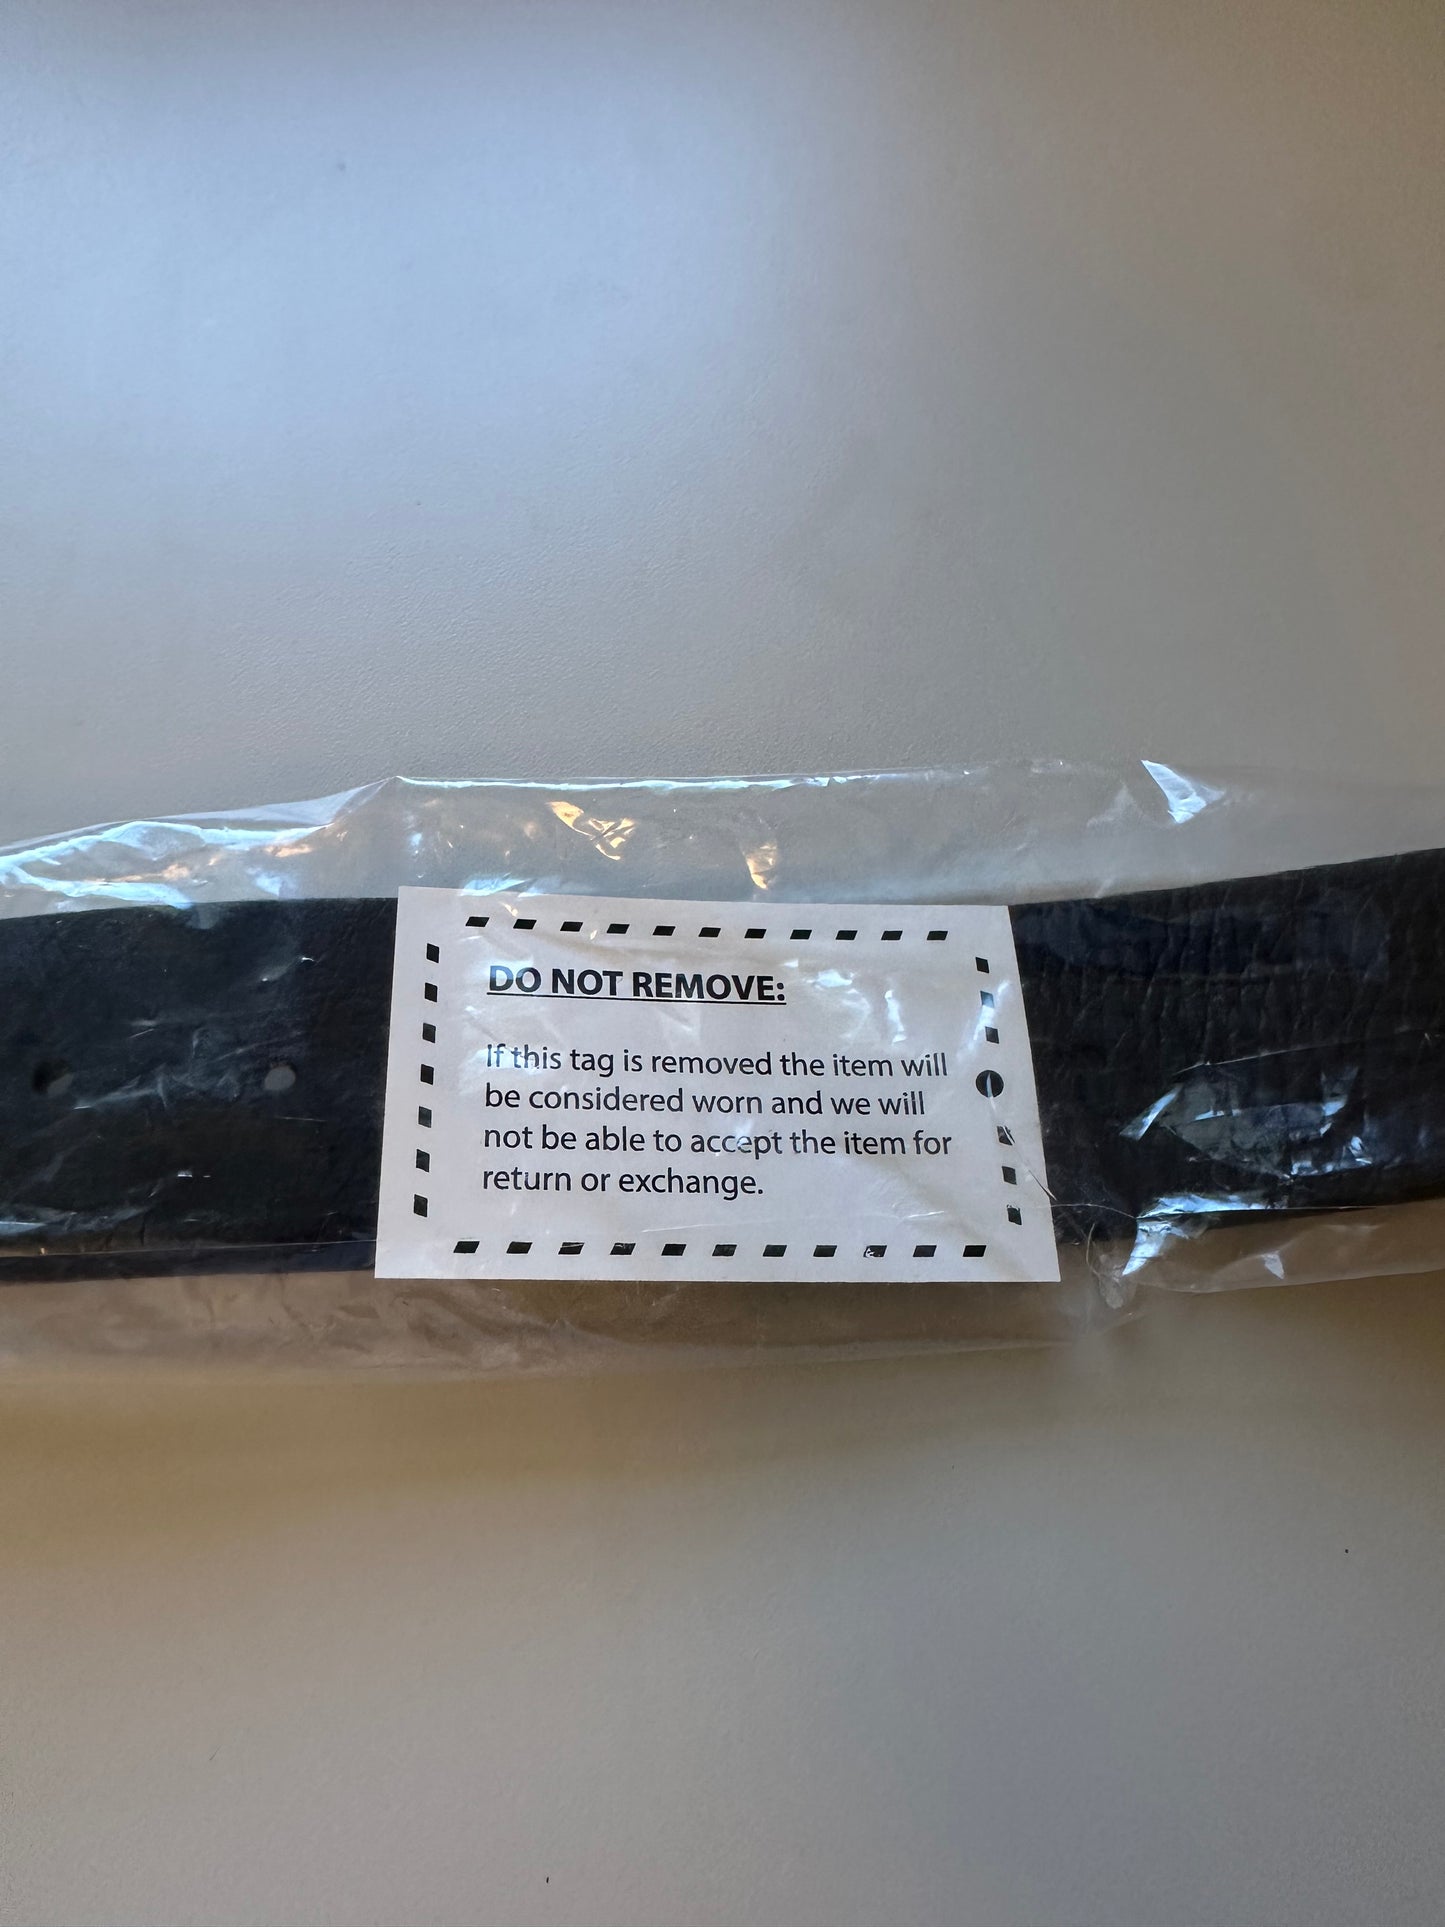 DO NOT REMOVE:
If this tag is removed the item will
be considered worn and we will
not be able to accept the item for
return or exchange.